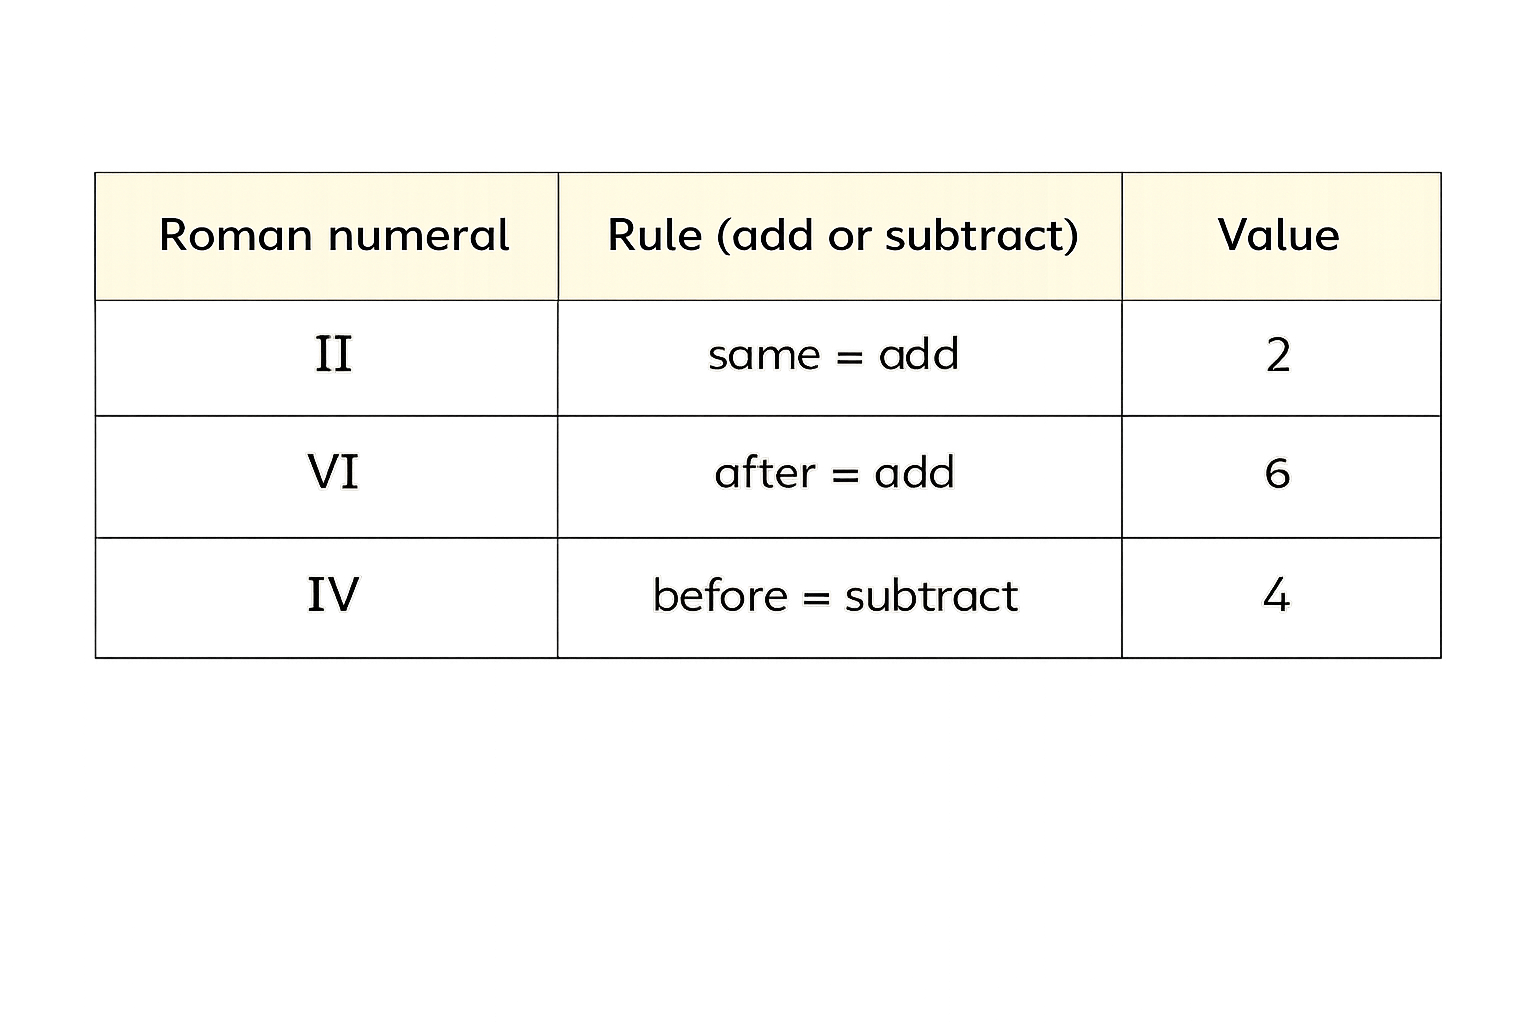 Roman numeral Rule (add or subtract) Value
II same = add 2
VI after = add 6
IV before = subtract 4